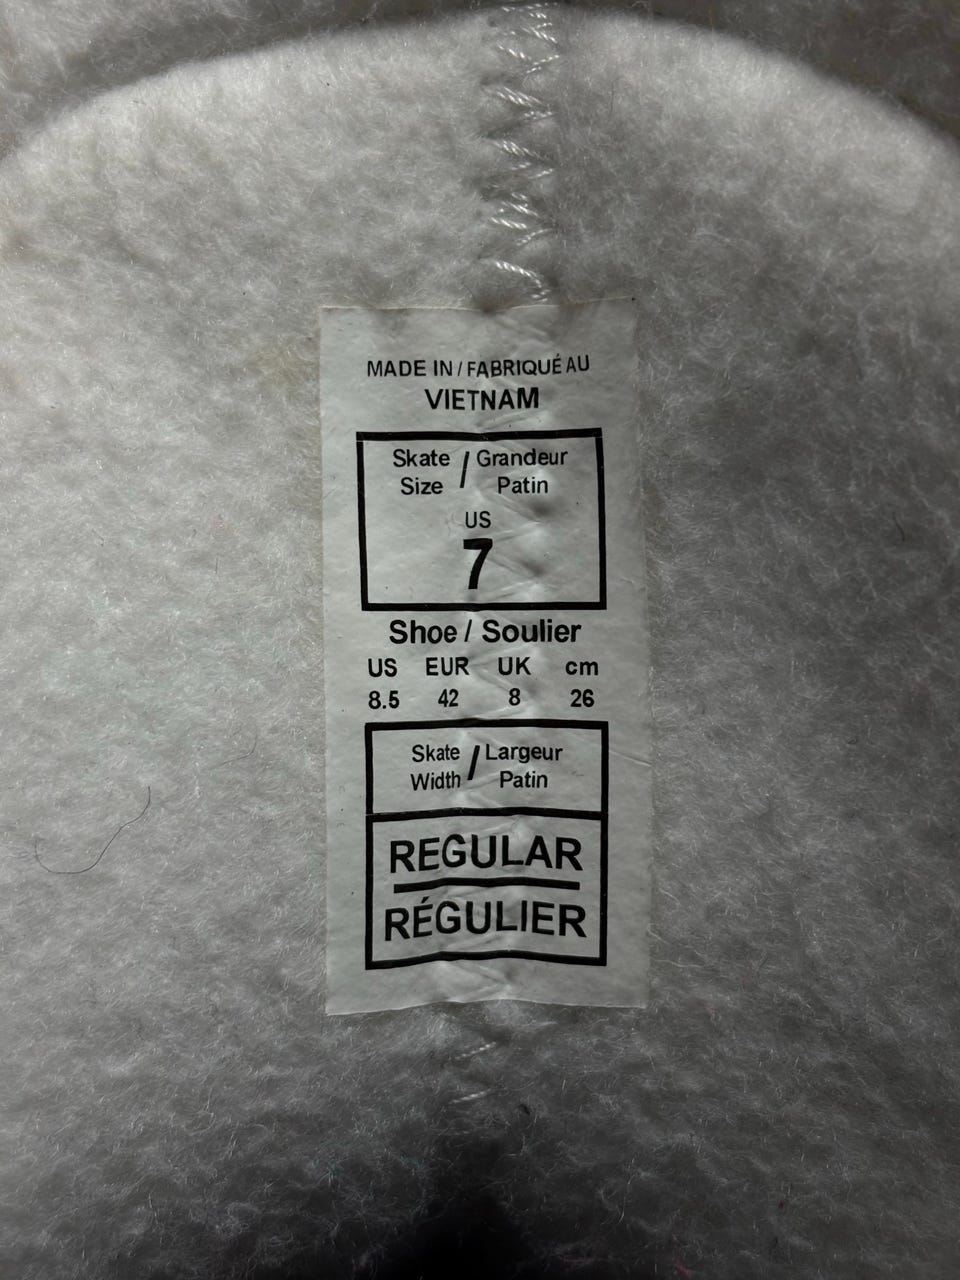 MADE IN / FABRIQUÉ AU
VIETNAM
Skate / Grandeur
Size Patin
US
7
Shoe / Soulier
US EUR UK cm
8.5 42 8 26
Skate / Largeur
Width Patin
REGULAR
RÉGULIER